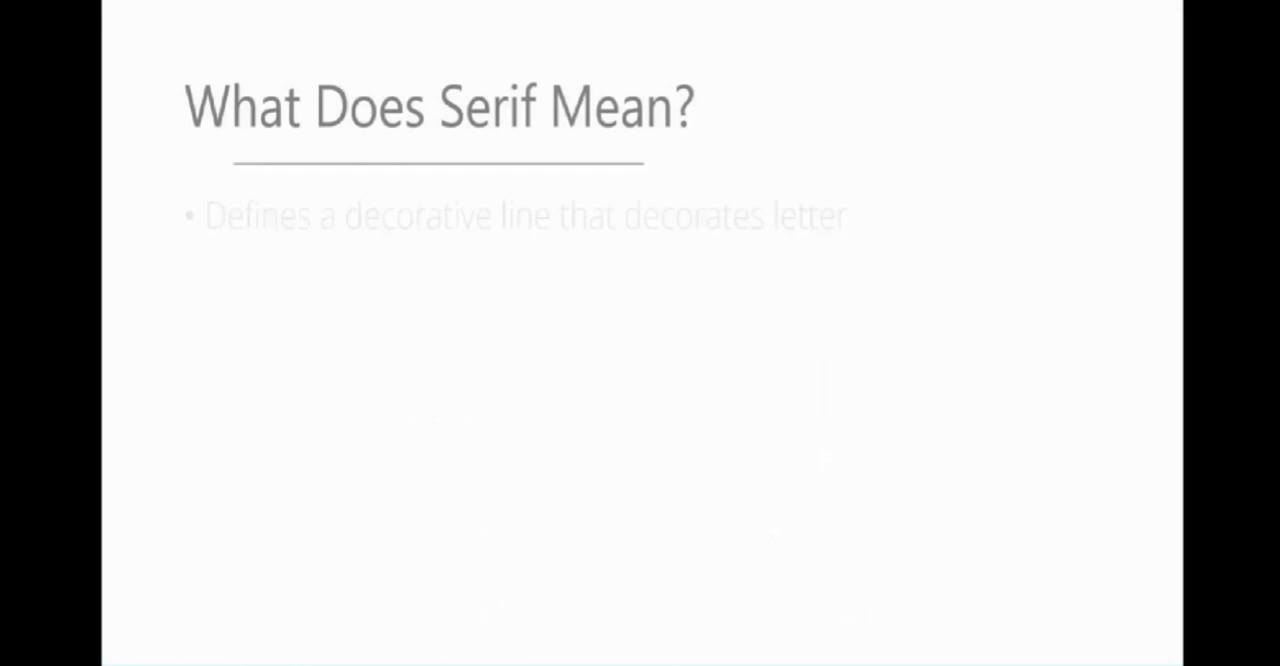 What Does Serif Mean?
• Defines a decorative line that decorates letter